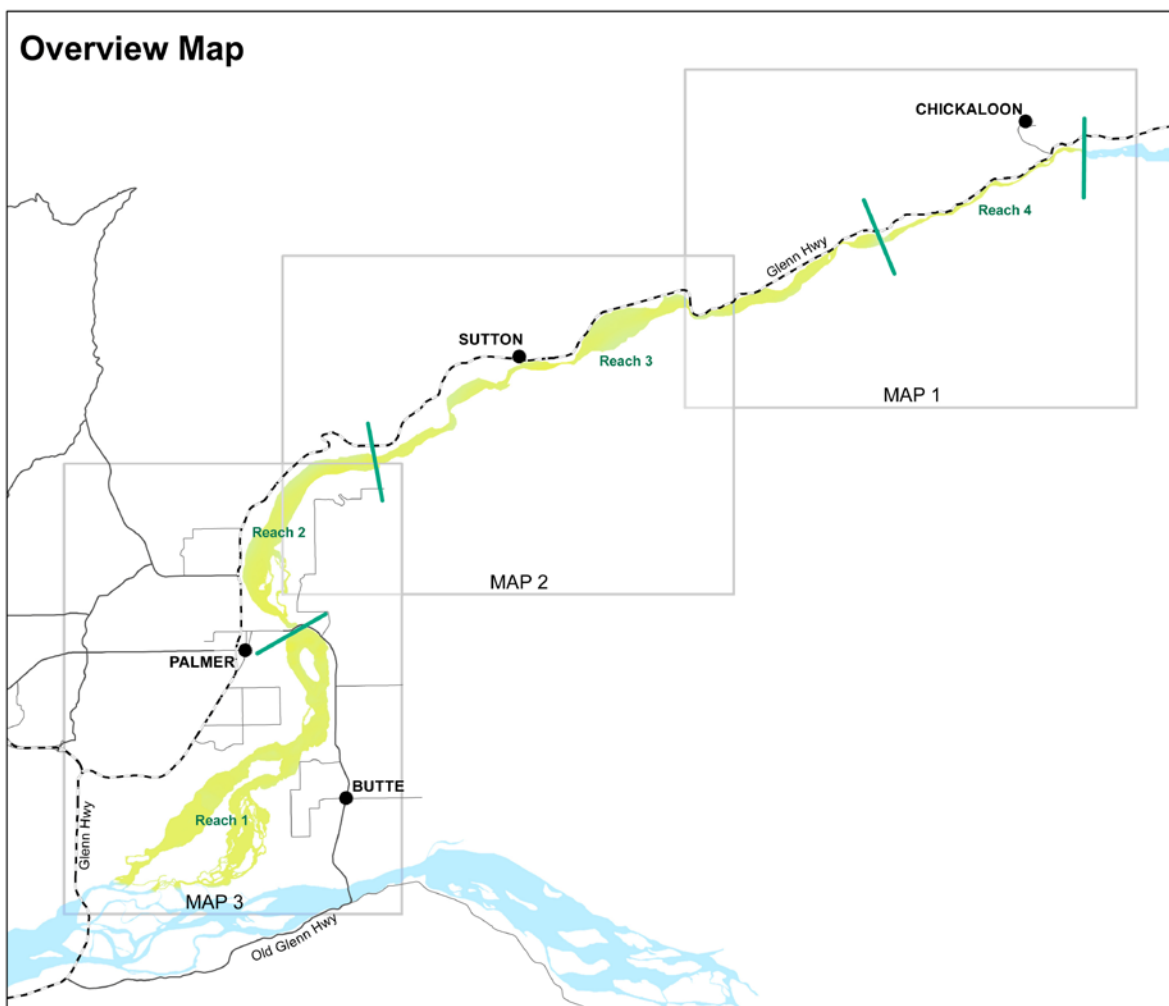 Overview Map
CHICKALOON
Reach 4
Glenn Hwy
SUTTON
Reach 3
MAP 1
Reach 2
MAP 2
PALMER
BUTTE
Reach 1
Glenn Hwy
MAP 3
Old Glenn Hwy